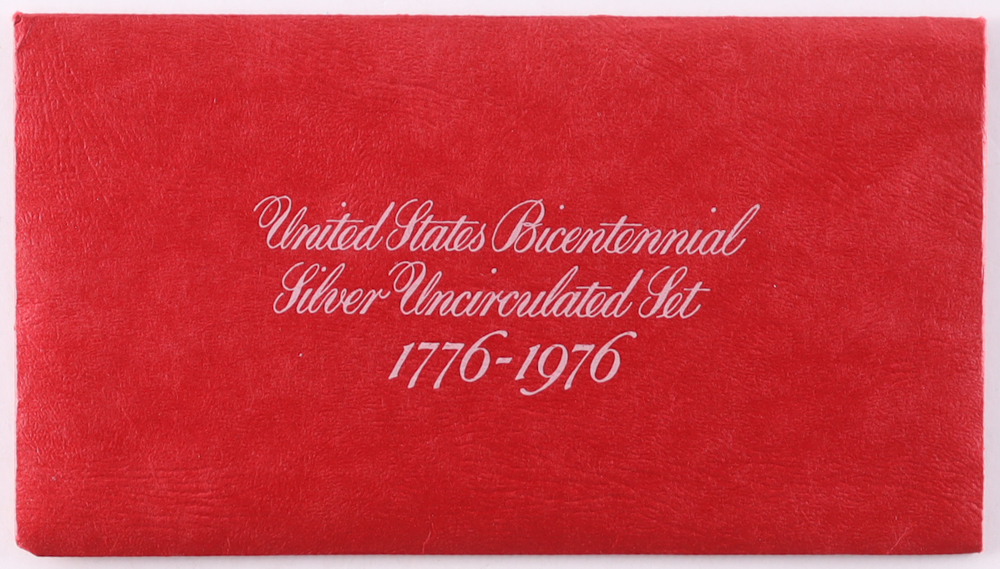 United States Bicentennial
Silver Uncirculated Set
1776-1976